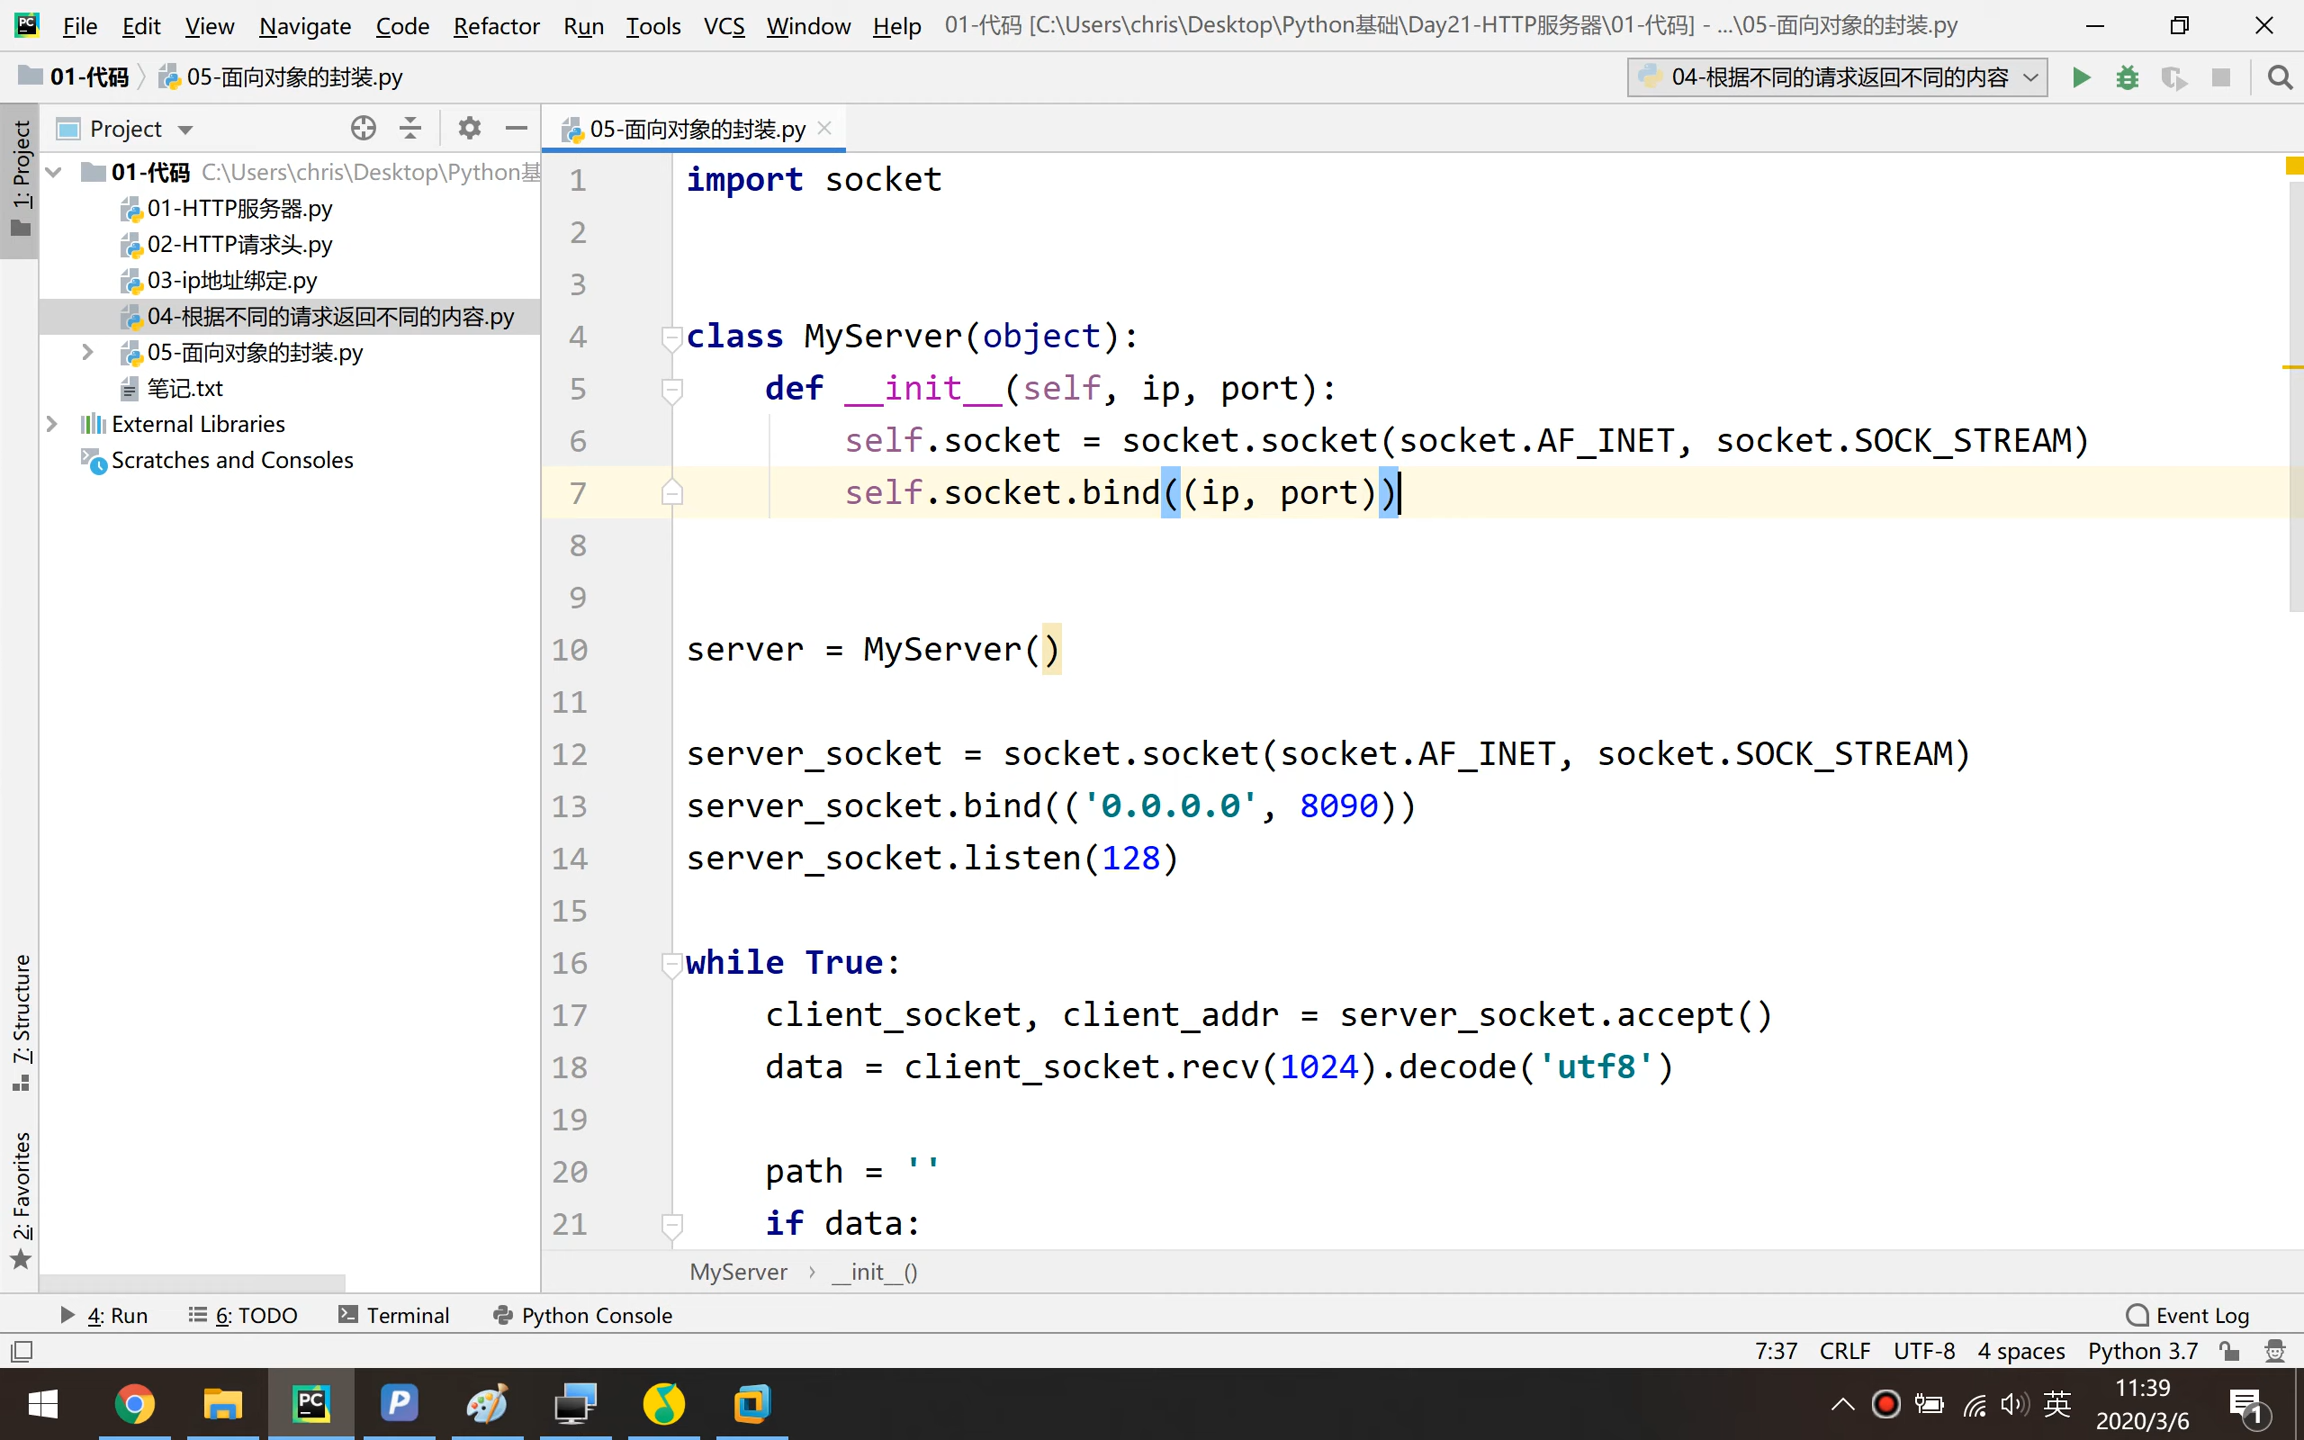 File Edit View Navigate Code Refactor Run Tools VCS Window Help 01-代码 [C:\Users\chris\Desktop\Python基础\Day21-HTTP服务器\01-代码] - ...\05-面向对象的封装.py
01-代码 05-面向对象的封装.py
04-根据不同的请求返回不同的内容
Project
05-面向对象的封装.py
1: Project
01-代码 C:\Users\chris\Desktop\Python基
01-HTTP服务器.py
02-HTTP请求头.py
03-ip地址绑定.py
04-根据不同的请求返回不同的内容.py
05-面向对象的封装.py
笔记.txt
External Libraries
Scratches and Consoles
7: Structure
2: Favorites
1 import socket
2
3
4 class MyServer(object):
5 def __init__(self, ip, port):
6 self.socket = socket.socket(socket.AF_INET, socket.SOCK_STREAM)
7 self.socket.bind((ip, port))
8
9
10 server = MyServer()
11
12 server_socket = socket.socket(socket.AF_INET, socket.SOCK_STREAM)
13 server_socket.bind(('0.0.0.0', 8090))
14 server_socket.listen(128)
15
16 while True:
17 client_socket, client_addr = server_socket.accept()
18 data = client_socket.recv(1024).decode('utf8')
19
20 path = ''
21 if data:
MyServer › __init__()
4: Run 6: TODO Terminal Python Console Event Log
7:37 CRLF UTF-8 4 spaces Python 3.7
英
11:39
2020/3/6
1